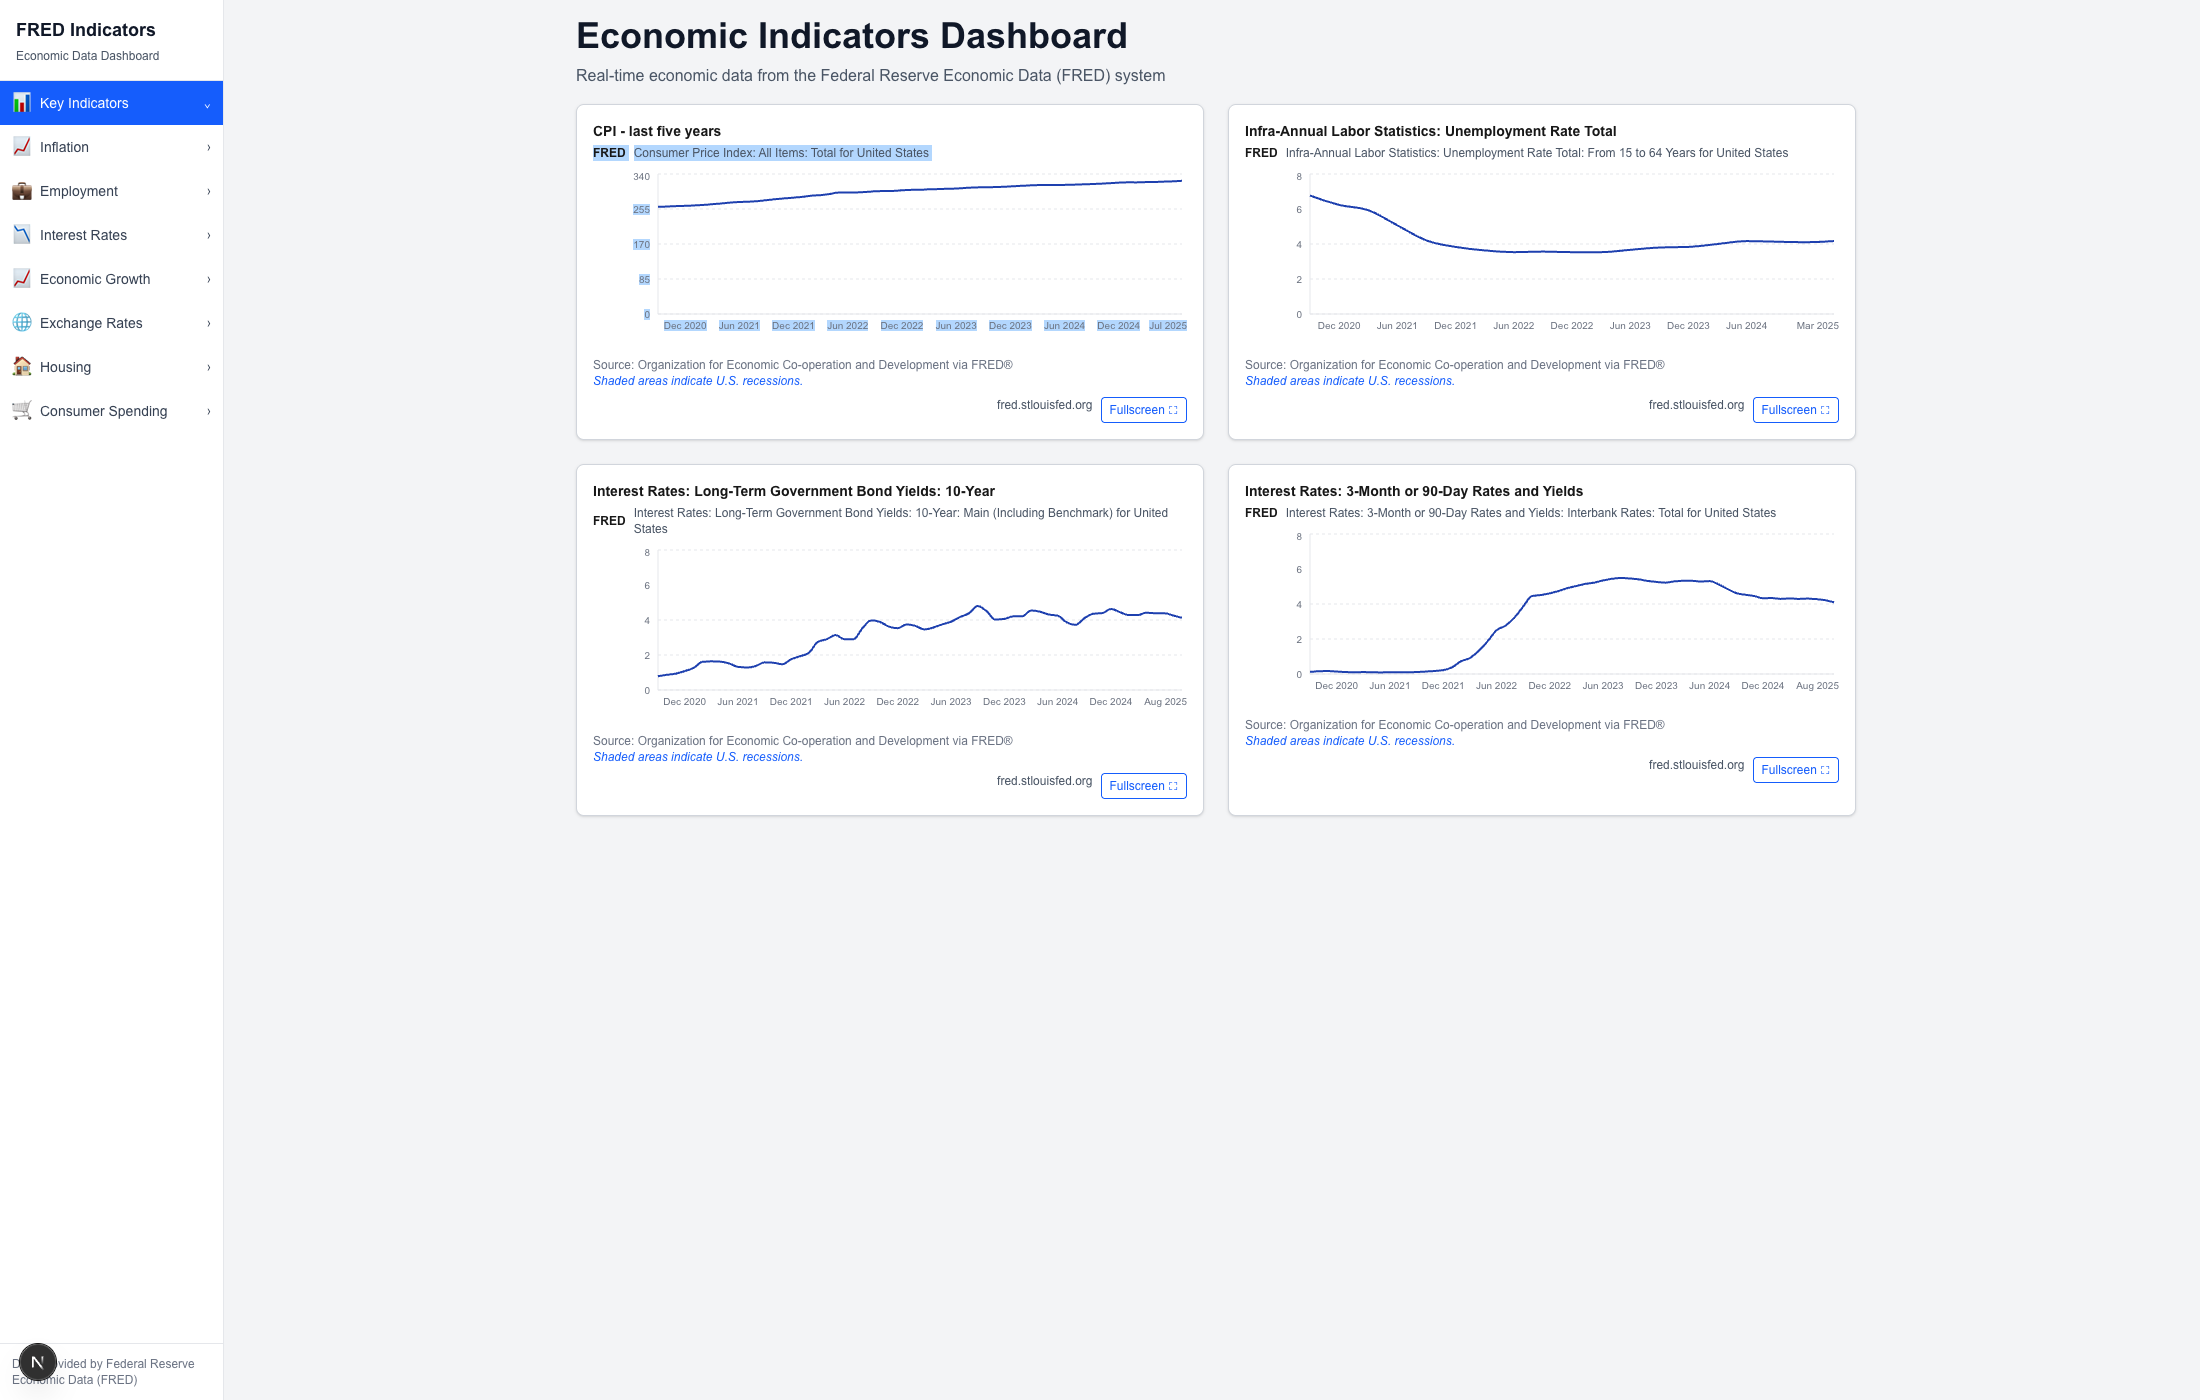 FRED Indicators
Economic Data Dashboard
Key Indicators
Inflation
Employment
Interest Rates
Economic Growth
Exchange Rates
Housing
Consumer Spending
Economic Indicators Dashboard
Real-time economic data from the Federal Reserve Economic Data (FRED) system
CPI - last five years
FRED Consumer Price Index: All Items: Total for United States
340
255
170
85
0
Dec 2020 Jun 2021 Dec 2021 Jun 2022 Dec 2022 Jun 2023 Dec 2023 Jun 2024 Dec 2024 Jul 2025
Source: Organization for Economic Co-operation and Development via FRED®
Shaded areas indicate U.S. recessions.
fred.stlouisfed.org Fullscreen
Infra-Annual Labor Statistics: Unemployment Rate Total
FRED Infra-Annual Labor Statistics: Unemployment Rate Total: From 15 to 64 Years for United States
8
6
4
2
0
Dec 2020 Jun 2021 Dec 2021 Jun 2022 Dec 2022 Jun 2023 Dec 2023 Jun 2024 Mar 2025
Source: Organization for Economic Co-operation and Development via FRED®
Shaded areas indicate U.S. recessions.
fred.stlouisfed.org Fullscreen
Interest Rates: Long-Term Government Bond Yields: 10-Year
FRED Interest Rates: Long-Term Government Bond Yields: 10-Year: Main (Including Benchmark) for United
States
8
6
4
2
0
Dec 2020 Jun 2021 Dec 2021 Jun 2022 Dec 2022 Jun 2023 Dec 2023 Jun 2024 Dec 2024 Aug 2025
Source: Organization for Economic Co-operation and Development via FRED®
Shaded areas indicate U.S. recessions.
fred.stlouisfed.org Fullscreen
Interest Rates: 3-Month or 90-Day Rates and Yields
FRED Interest Rates: 3-Month or 90-Day Rates and Yields: Interbank Rates: Total for United States
8
6
4
2
0
Dec 2020 Jun 2021 Dec 2021 Jun 2022 Dec 2022 Jun 2023 Dec 2023 Jun 2024 Dec 2024 Aug 2025
Source: Organization for Economic Co-operation and Development via FRED®
Shaded areas indicate U.S. recessions.
fred.stlouisfed.org Fullscreen
N
by Federal Reserve
Data (FRED)